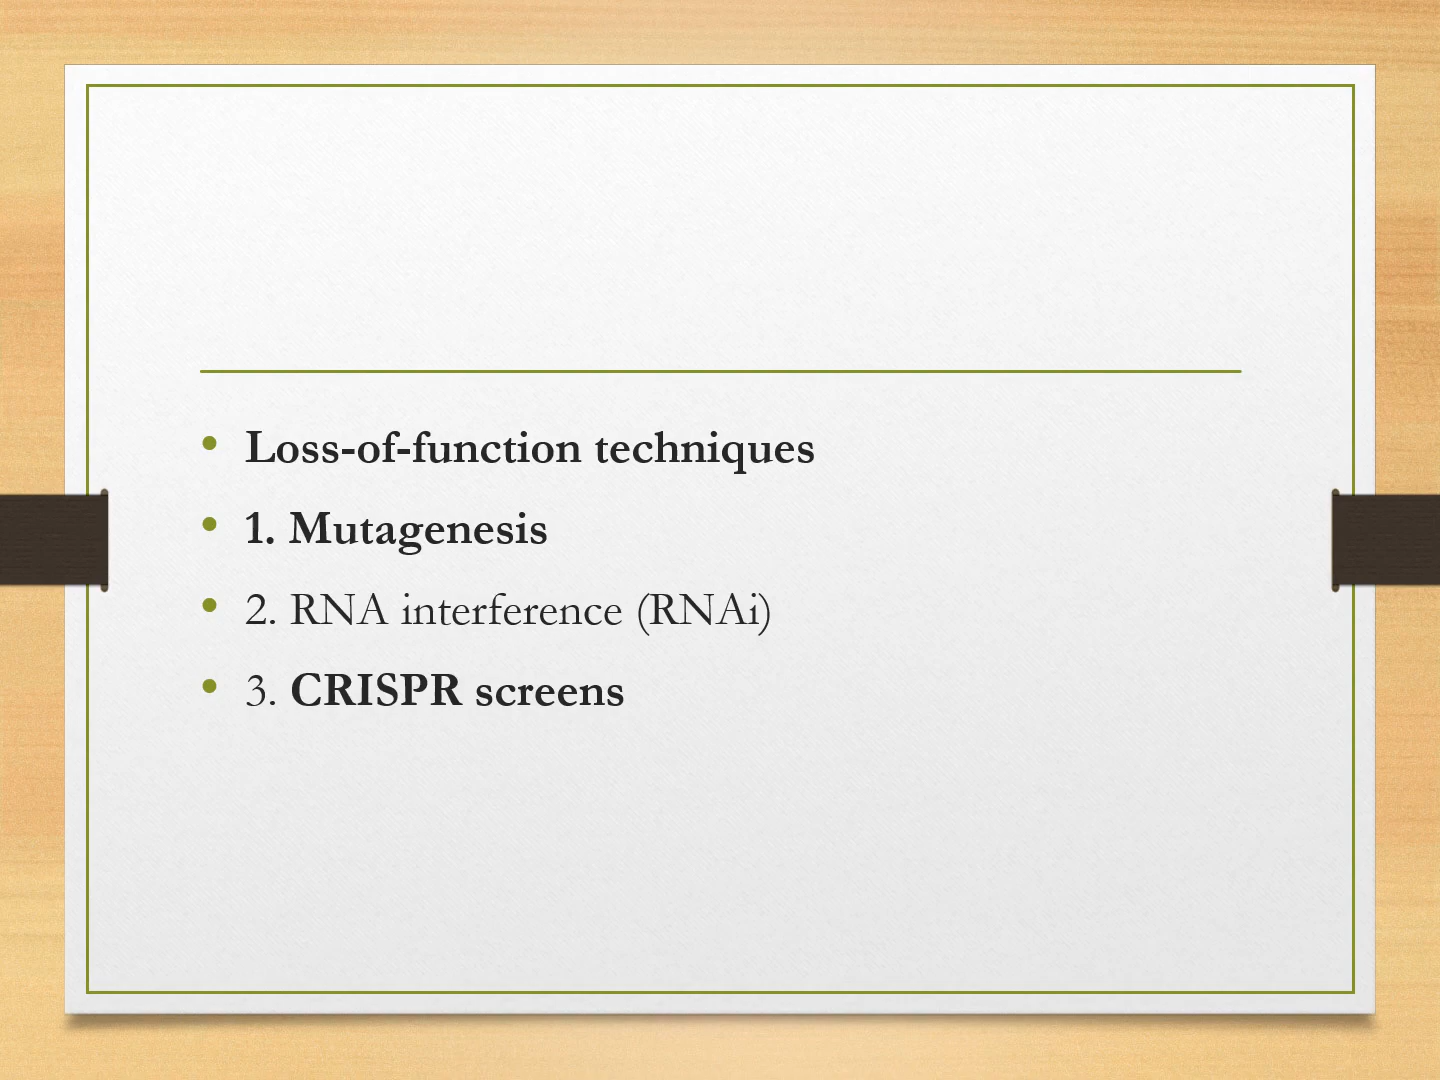 • Loss-of-function techniques
• 1. Mutagenesis
• 2. RNA interference (RNAi)
• 3. CRISPR screens